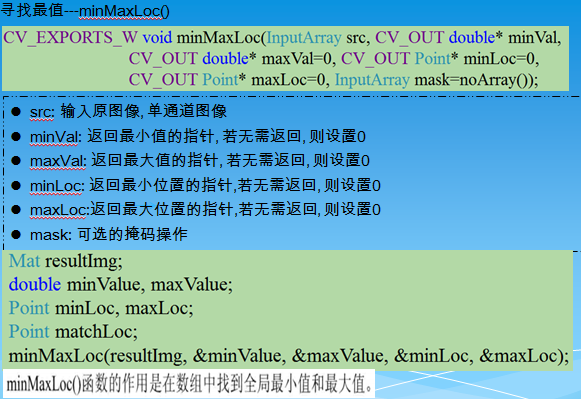 寻找最值---minMaxLoc()
CV_EXPORTS_W void minMaxLoc(InputArray src, CV_OUT double* minVal,
CV_OUT double* maxVal=0, CV_OUT Point* minLoc=0,
CV_OUT Point* maxLoc=0, InputArray mask=noArray());
● src: 输入原图像,单通道图像
● minVal: 返回最小值的指针,若无需返回,则设置0
● maxVal: 返回最大值的指针,若无需返回,则设置0
● minLoc: 返回最小位置的指针,若无需返回,则设置0
● maxLoc:返回最大位置的指针,若无需返回,则设置0
● mask: 可选的掩码操作
Mat resultImg;
double minValue, maxValue;
Point minLoc, maxLoc;
Point matchLoc;
minMaxLoc(resultImg, &minValue, &maxValue, &minLoc, &maxLoc);
minMaxLoc()函数的作用是在数组中找到全局最小值和最大值。